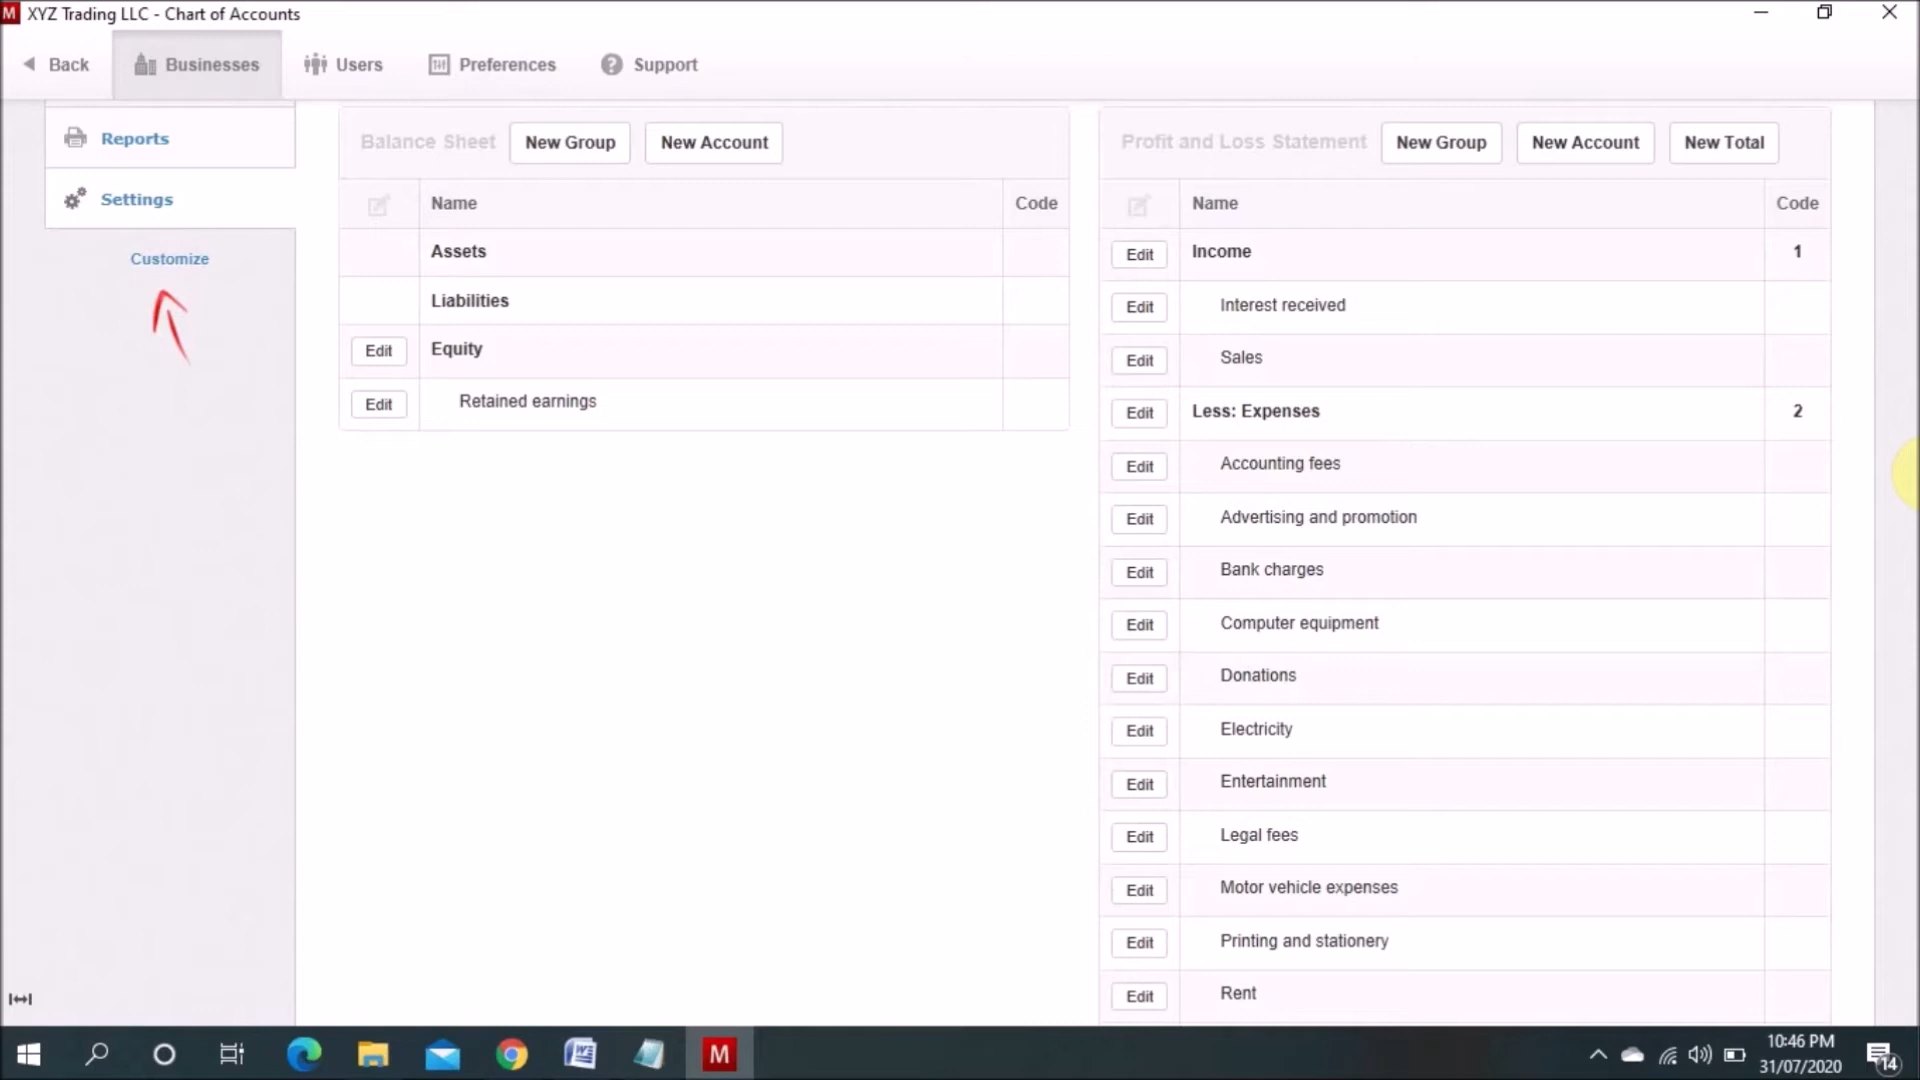 M XYZ Trading LLC - Chart of Accounts
Back Businesses Users Preferences Support
Reports
Settings
Customize
Balance Sheet New Group New Account
Name Code
Assets
Liabilities
Edit Equity
Edit Retained earnings
Profit and Loss Statement New Group New Account New Total
Name Code
Edit Income 1
Edit Interest received
Edit Sales
Edit Less: Expenses 2
Edit Accounting fees
Edit Advertising and promotion
Edit Bank charges
Edit Computer equipment
Edit Donations
Edit Electricity
Edit Entertainment
Edit Legal fees
Edit Motor vehicle expenses
Edit Printing and stationery
Edit Rent
W M 10:46 PM
31/07/2020 14